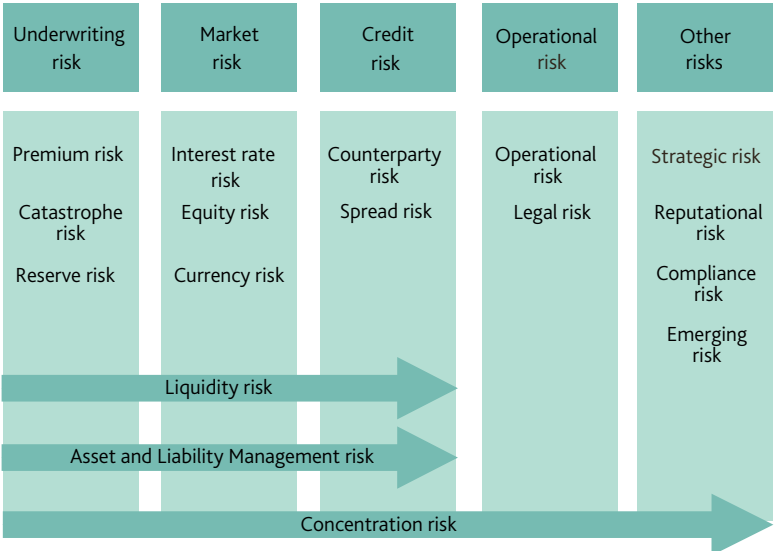 Underwriting
risk
Market
risk
Credit
risk
Operational
risk
Other
risks
Premium risk
Catastrophe
risk
Reserve risk
Interest rate
risk
Equity risk
Currency risk
Counterparty
risk
Spread risk
Operational
risk
Legal risk
Strategic risk
Reputational
risk
Compliance
risk
Emerging
risk
Liquidity risk
Asset and Liability Management risk
Concentration risk